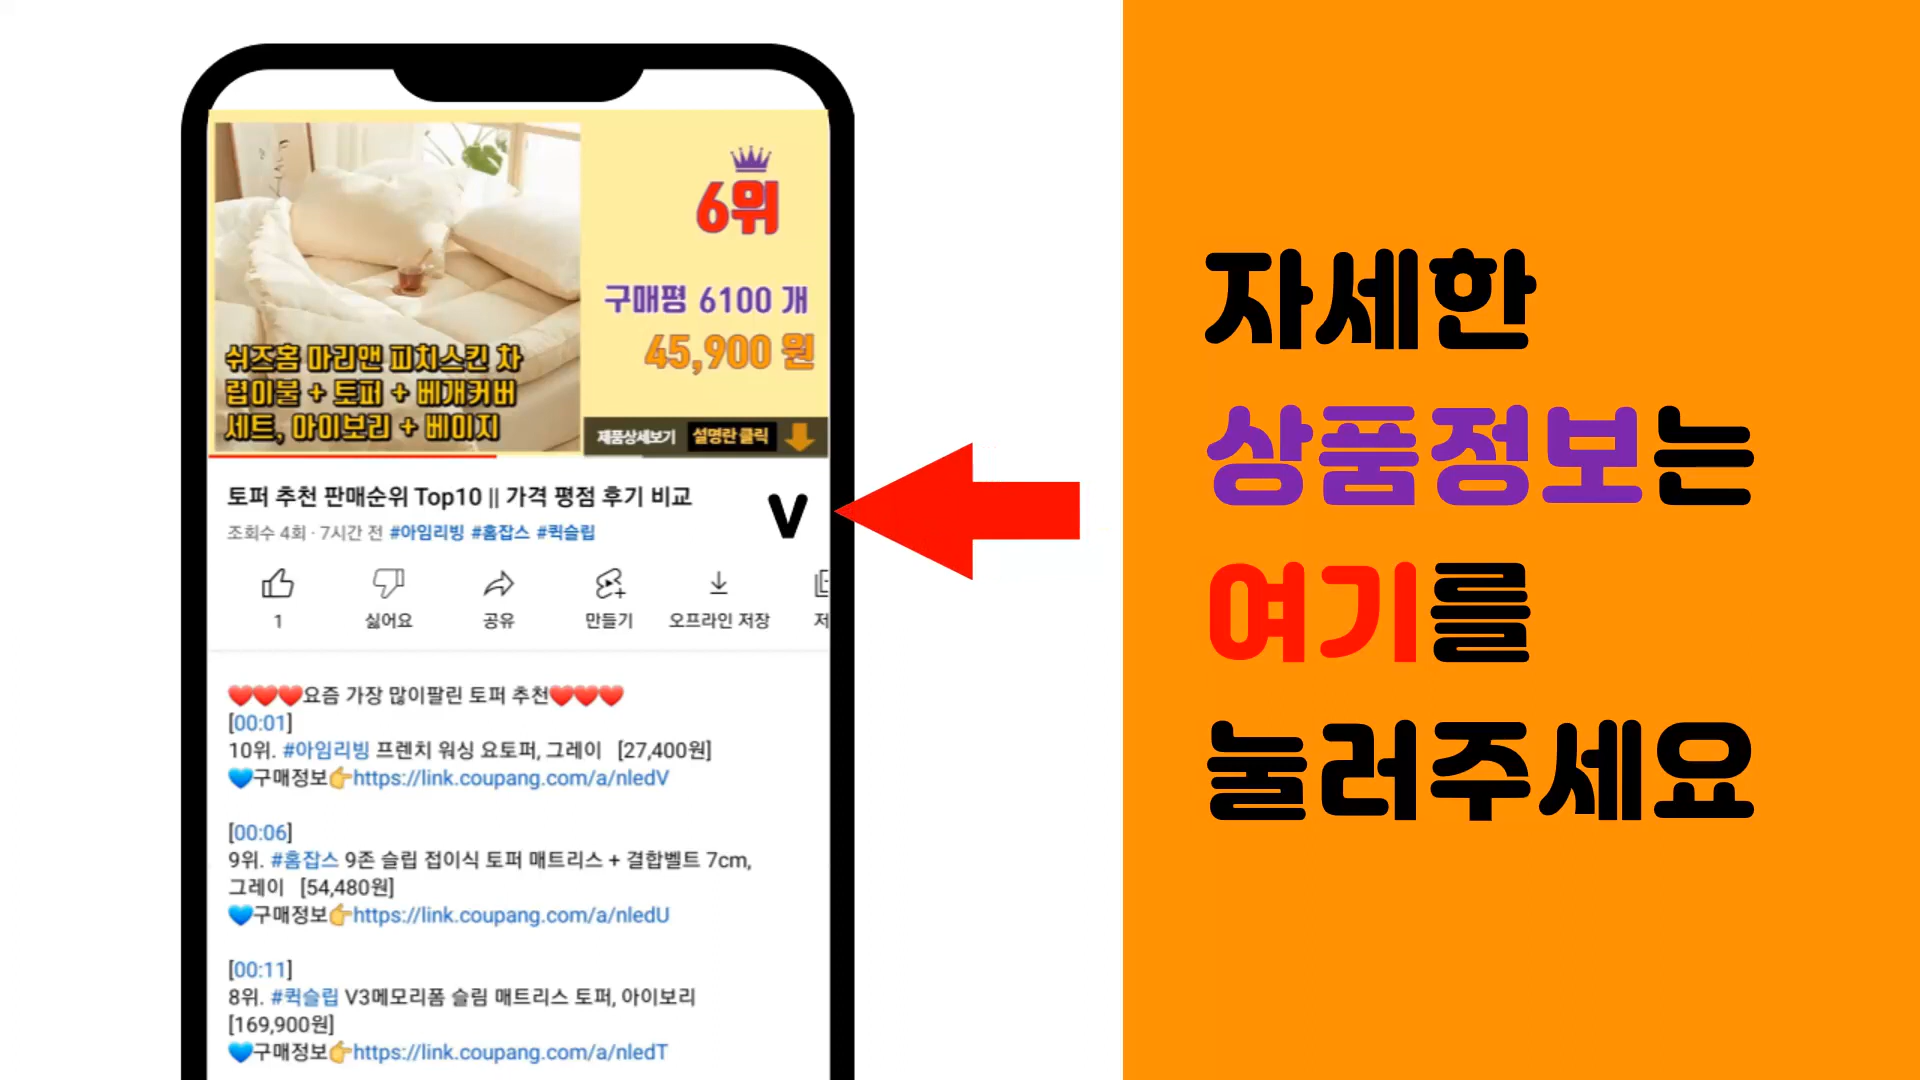 6위
구매평 6100 개
45,900 원
쉬즈홈 마리앤 피치스킨 차
렵이불 + 토퍼 + 베개커버
세트, 아이보리 + 베이지
제품상세보기 설명란 클릭
토퍼 추천 판매순위 Top10 || 가격 평점 후기 비교
V
조회수 4회 · 7시간 전 #아임리빙 #홈잡스 #퀵슬립
1 싫어요 공유 만들기 오프라인 저장 저
❤️❤️❤️요즘 가장 많이팔린 토퍼 추천❤️❤️❤️
[00:01]
10위. #아임리빙 프렌치 워싱 요토퍼, 그레이 [27,400원]
💙구매정보👉https://link.coupang.com/a/nledV
[00:06]
9위. #홈잡스 9존 슬립 접이식 토퍼 매트리스 + 결합벨트 7cm,
그레이 [54,480원]
💙구매정보👉https://link.coupang.com/a/nledU
[00:11]
8위. #퀵슬립 V3메모리폼 슬림 매트리스 토퍼, 아이보리
[169,900원]
💙구매정보👉https://link.coupang.com/a/nledT
자세한
상품정보는
여기를
눌러주세요